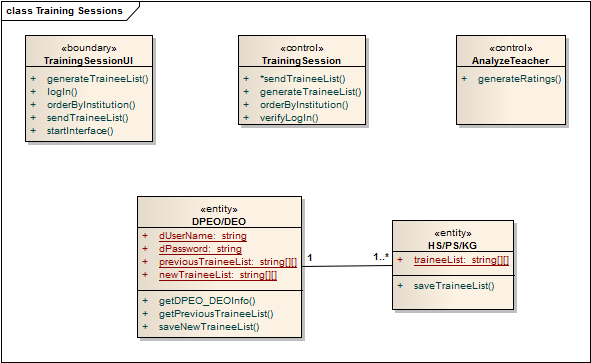 class Training Sessions
«boundary»
TrainingSessionUI
+ generateTraineeList()
+ logIn()
+ orderByInstitution()
+ sendTraineeList()
+ startInterface()
«control»
TrainingSession
+ *sendTraineeList()
+ generateTraineeList()
+ orderByInstitution()
+ verifyLogIn()
«control»
AnalyzeTeacher
+ generateRatings()
«entity»
DPEO/DEO
+ dUserName: string
+ dPassword: string
+ previousTraineeList: string[][]
+ newTraineeList: string[][]
+ getDPEO_DEOInfo()
+ getPreviousTraineeList()
+ saveNewTraineeList()
1
1..*
«entity»
HS/PS/KG
+ traineeList: string[][]
+ saveTraineeList()